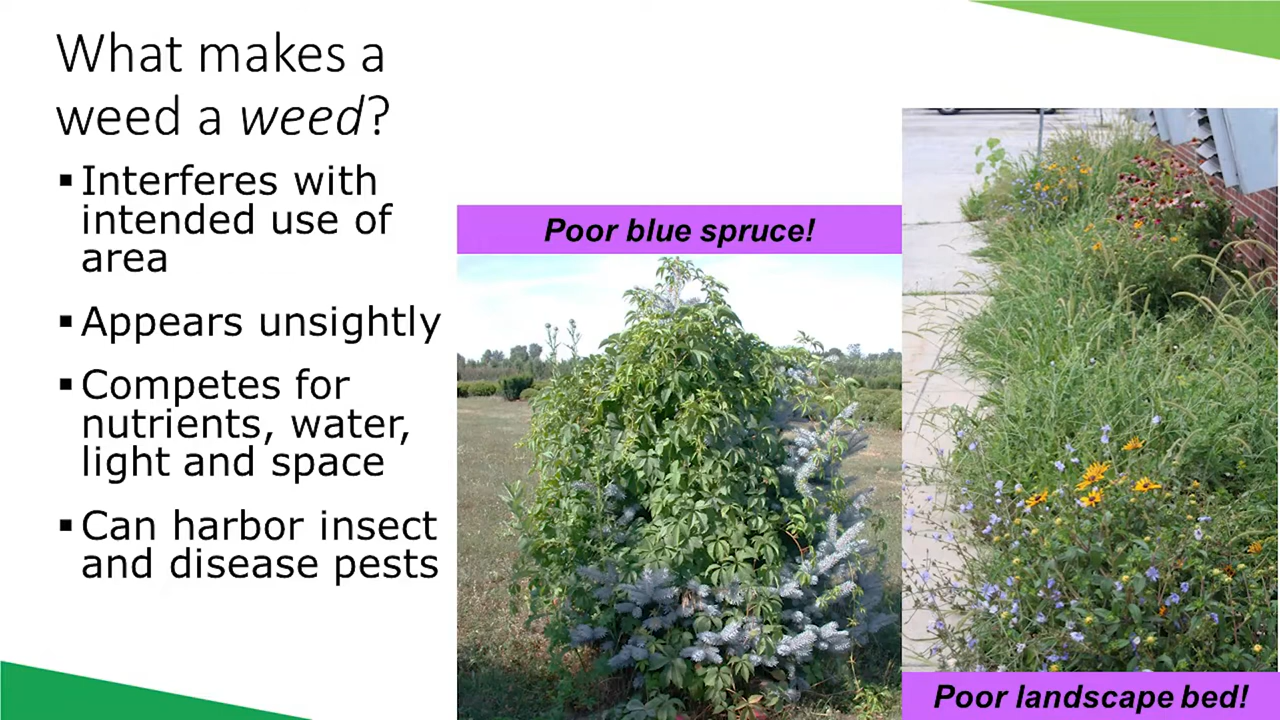 What makes a
weed a weed?
▪Interferes with
intended use of
area
▪Appears unsightly
▪Competes for
nutrients, water,
light and space
▪Can harbor insect
and disease pests
Poor blue spruce!
Poor landscape bed!